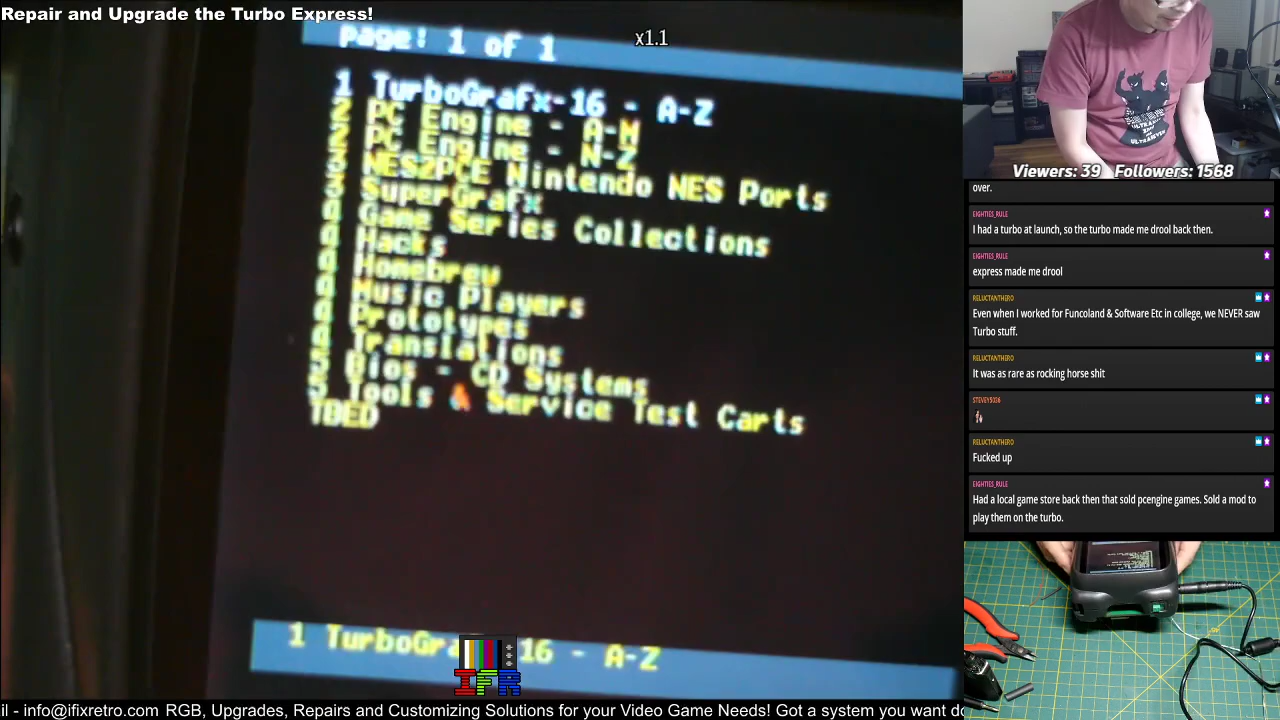 Repair and Upgrade the Turbo Express!
x1.1
page: 1 of 1
1 TurboGrafx-16 - A-Z
2 PC Engine - A-M
2 PC Engine - N-Z
3 NES2PCE Nintendo NES Ports
3 SuperGrafx
4 Game Series Collections
4 Hacks
4 Homebrew
4 Music Players
4 Prototypes
4 Translations
5 Bios - CD Systems
5 Tools & Service Test Carts
TBED
1 TurboGra 16 - A-Z
IFR
il - info@ifixretro.com RGB, Upgrades, Repairs and Customizing Solutions for your Video Game Needs! Got a system you want do
ULTRA
Viewers: 39 Followers: 1568
over.
EIGHTIES_RULE
I had a turbo at launch, so the turbo made me drool back then.
EIGHTIES_RULE
express made me drool
RELUCTANTHERO
Even when I worked for Funcoland & Software Etc in college, we NEVER saw
Turbo stuff.
RELUCTANTHERO
It was as rare as rocking horse shit
STEVEY5036
RELUCTANTHERO
Fucked up
EIGHTIES_RULE
Had a local game store back then that sold pcengine games. Sold a mod to
play them on the turbo.